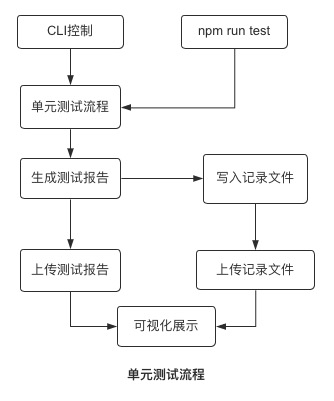 CLI控制
npm run test
单元测试流程
生成测试报告
写入记录文件
上传测试报告
上传记录文件
可视化展示
单元测试流程